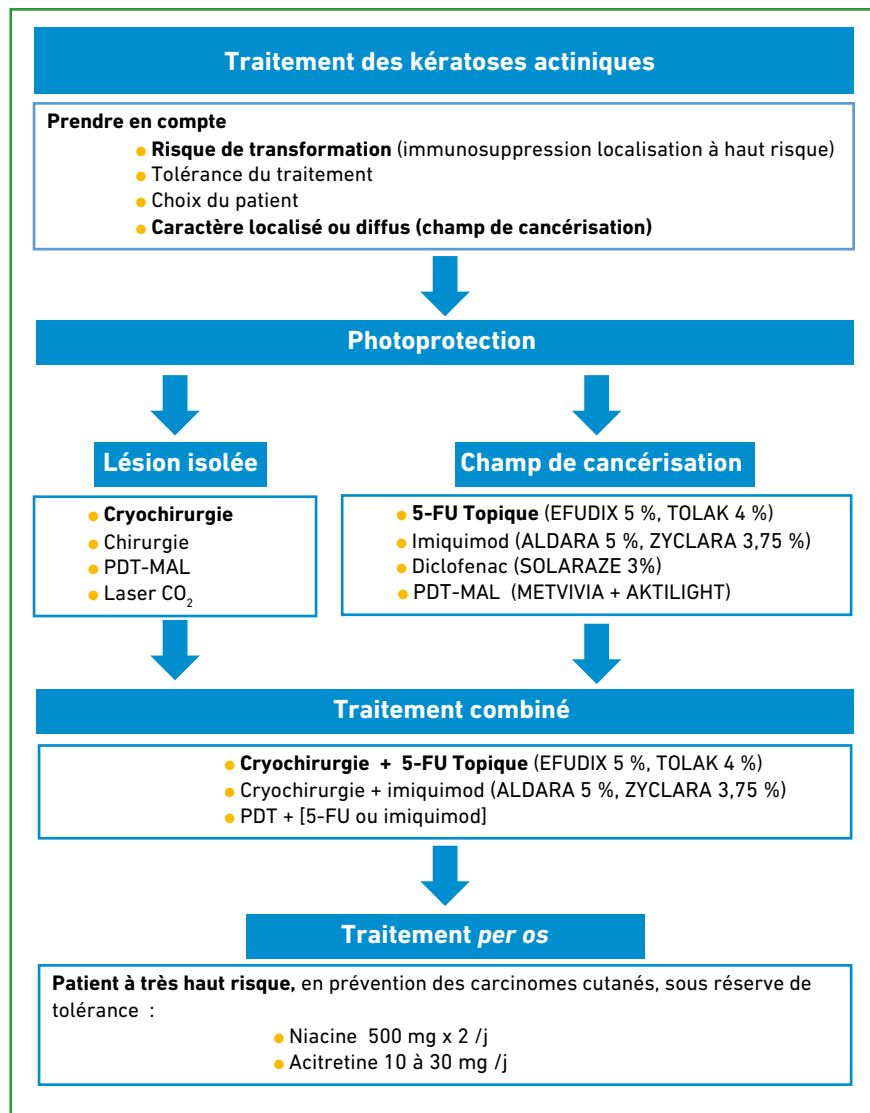 Traitement des kératoses actiniques
Prendre en compte
● Risque de transformation (immunosuppression localisation à haut risque)
● Tolérance du traitement
● Choix du patient
● Caractère localisé ou diffus (champ de cancérisation)
Photoprotection
Lésion isolée
● Cryochirurgie
● Chirurgie
● PDT-MAL
● Laser CO₂
Champ de cancérisation
● 5-FU Topique (EFUDIX 5 %, TOLAK 4 %)
● Imiquimod (ALDARA 5 %, ZYCLARA 3,75 %)
● Diclofenac (SOLARAZE 3%)
● PDT-MAL (METVIVIA + AKTILIGHT)
Traitement combiné
● Cryochirurgie + 5-FU Topique (EFUDIX 5 %, TOLAK 4 %)
● Cryochirurgie + imiquimod (ALDARA 5 %, ZYCLARA 3,75 %)
● PDT + [5-FU ou imiquimod]
Traitement per os
Patient à très haut risque, en prévention des carcinomes cutanés, sous réserve de
tolérance :
● Niacine 500 mg x 2 /j
● Acitretine 10 à 30 mg /j